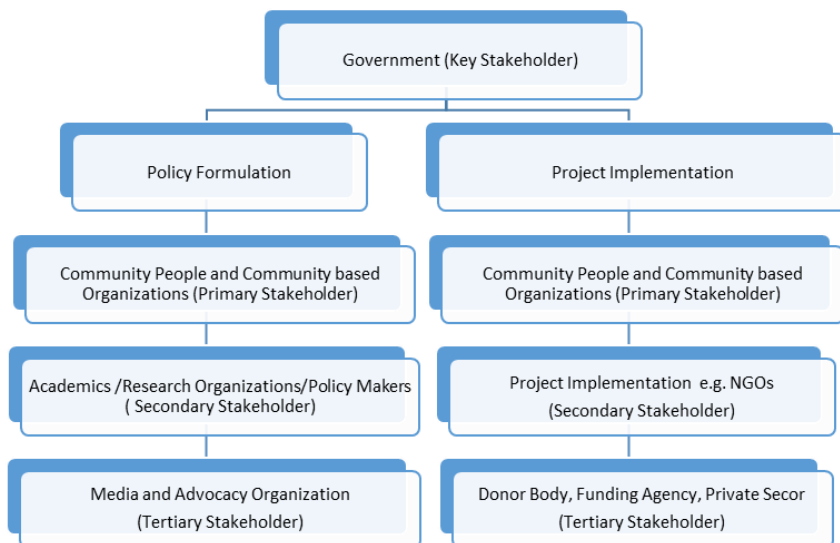 Government (Key Stakeholder)
Policy Formulation
Project Implementation
Community People and Community based
Organizations (Primary Stakeholder)
Community People and Community based
Organizations (Primary Stakeholder)
Academics /Research Organizations/Policy Makers
( Secondary Stakeholder)
Project Implementation e.g. NGOs
(Secondary Stakeholder)
Media and Advocacy Organization
(Tertiary Stakeholder)
Donor Body, Funding Agency, Private Secor
(Tertiary Stakeholder)